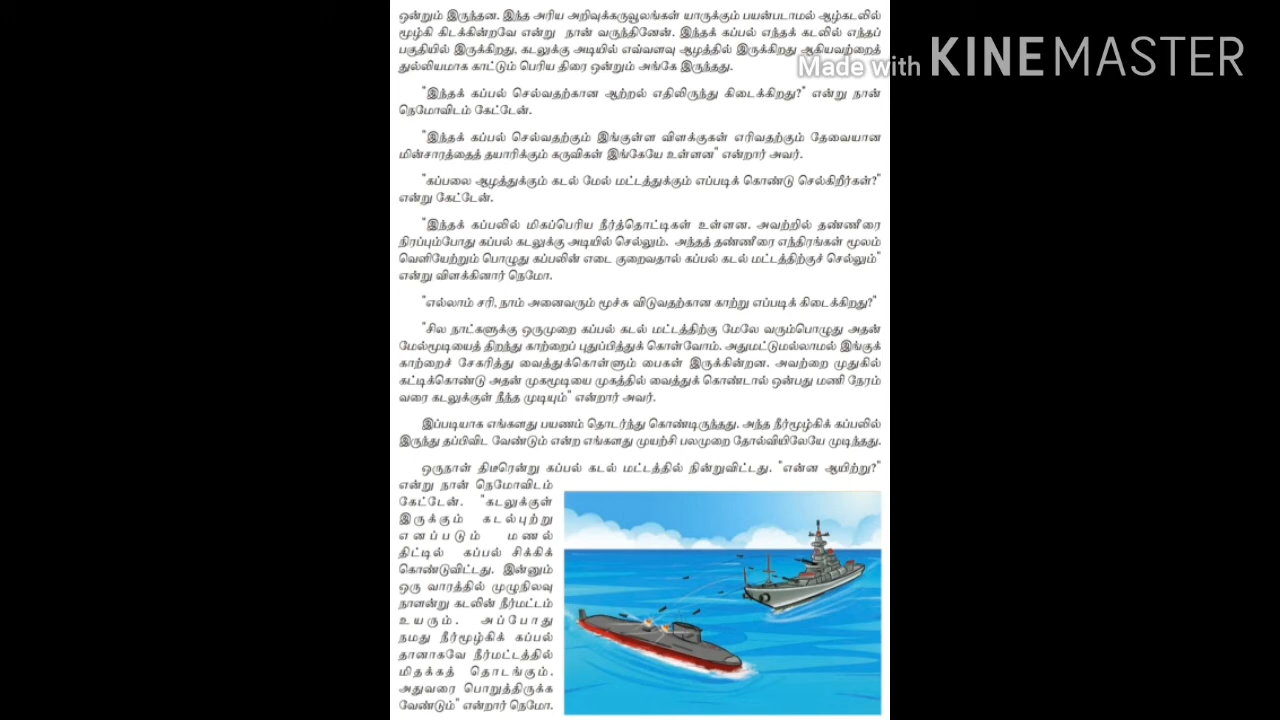 ஒன்றும் இருந்தன. இந்த அரிய அறிவுக்கருவூலங்கள் யாருக்கும் பயன்படாமல் ஆழ்கடலில்
மூழ்கி கிடக்கின்றவே என்று நான் வருந்தினேன். இந்தக் கப்பல் எந்தக் கடலில் எந்தப்
பகுதியில் இருக்கிறது, கடலுக்கு அடியில் எவ்வளவு ஆழத்தில் இருக்கிறது ஆகியவற்றைத்
துல்லியமாக காட்டும் பெரிய திரை ஒன்றும் அங்கே இருந்தது.
Made with KINEMASTER
"இந்தக் கப்பல் செல்வதற்கான ஆற்றல் எதிலிருந்து கிடைக்கிறது?" என்று நான்
நெமோவிடம் கேட்டேன்.
"இந்தக் கப்பல் செல்வதற்கும் இங்குள்ள விளக்குகள் எரிவதற்கும் தேவையான
மின்சாரத்தைத் தயாரிக்கும் கருவிகள் இங்கேயே உள்ளன" என்றார் அவர்.
"கப்பலை ஆழத்துக்கும் கடல் மேல் மட்டத்துக்கும் எப்படிக் கொண்டு செல்கிறீர்கள்?"
என்று கேட்டேன்.
"இந்தக் கப்பலில் மிகப்பெரிய நீர்த்தொட்டிகள் உள்ளன. அவற்றில் தண்ணீரை
நிரப்பும்போது கப்பல் கடலுக்கு அடியில் செல்லும். அந்தத் தண்ணீரை எந்திரங்கள் மூலம்
வெளியேற்றும் பொழுது கப்பலின் எடை குறைவதால் கப்பல் கடல் மட்டத்திற்குச் செல்லும்"
என்று விளக்கினார் நெமோ.
"எல்லாம் சரி, நாம் அனைவரும் மூச்சு விடுவதற்கான காற்று எப்படிக் கிடைக்கிறது?"
"சில நாட்களுக்கு ஒருமுறை கப்பல் கடல் மட்டத்திற்கு மேலே வரும்பொழுது அதன்
மேல்மூடியைத் திறந்து காற்றைப் புதுப்பித்துக் கொள்வோம். அதுமட்டுமல்லாமல் இங்குக்
காற்றைச் சேகரித்து வைத்துக்கொள்ளும் பைகள் இருக்கின்றன. அவற்றை முதுகில்
கட்டிக்கொண்டு அதன் முகமூடியை முகத்தில் வைத்துக் கொண்டால் ஒன்பது மணி நேரம்
வரை கடலுக்குள் நீந்த முடியும்" என்றார் அவர்.
இப்படியாக எங்களது பயணம் தொடர்ந்து கொண்டிருந்தது. அந்த நீர்மூழ்கிக் கப்பலில்
இருந்து தப்பிவிட வேண்டும் என்ற எங்களது முயற்சி பலமுறை தோல்வியிலேயே முடிந்தது.
ஒருநாள் திடீரென்று கப்பல் கடல் மட்டத்தில் நின்றுவிட்டது. "என்ன ஆயிற்று?"
என்று நான் நெமோவிடம்
கேட்டேன். "கடலுக்குள்
இருக்கும் கடல்புற்று
எனப்படும் மணல்
திட்டில் கப்பல் சிக்கிக்
கொண்டுவிட்டது. இன்னும்
ஒரு வாரத்தில் முழுநிலவு
நாளன்று கடலின் நீர்மட்டம்
உயரும். அப்போது
நமது நீர்மூழ்கிக் கப்பல்
தானாகவே நீர்மட்டத்தில்
மிதக்கத் தொடங்கும்.
அதுவரை பொறுத்திருக்க
வேண்டும்" என்றார் நெமோ.